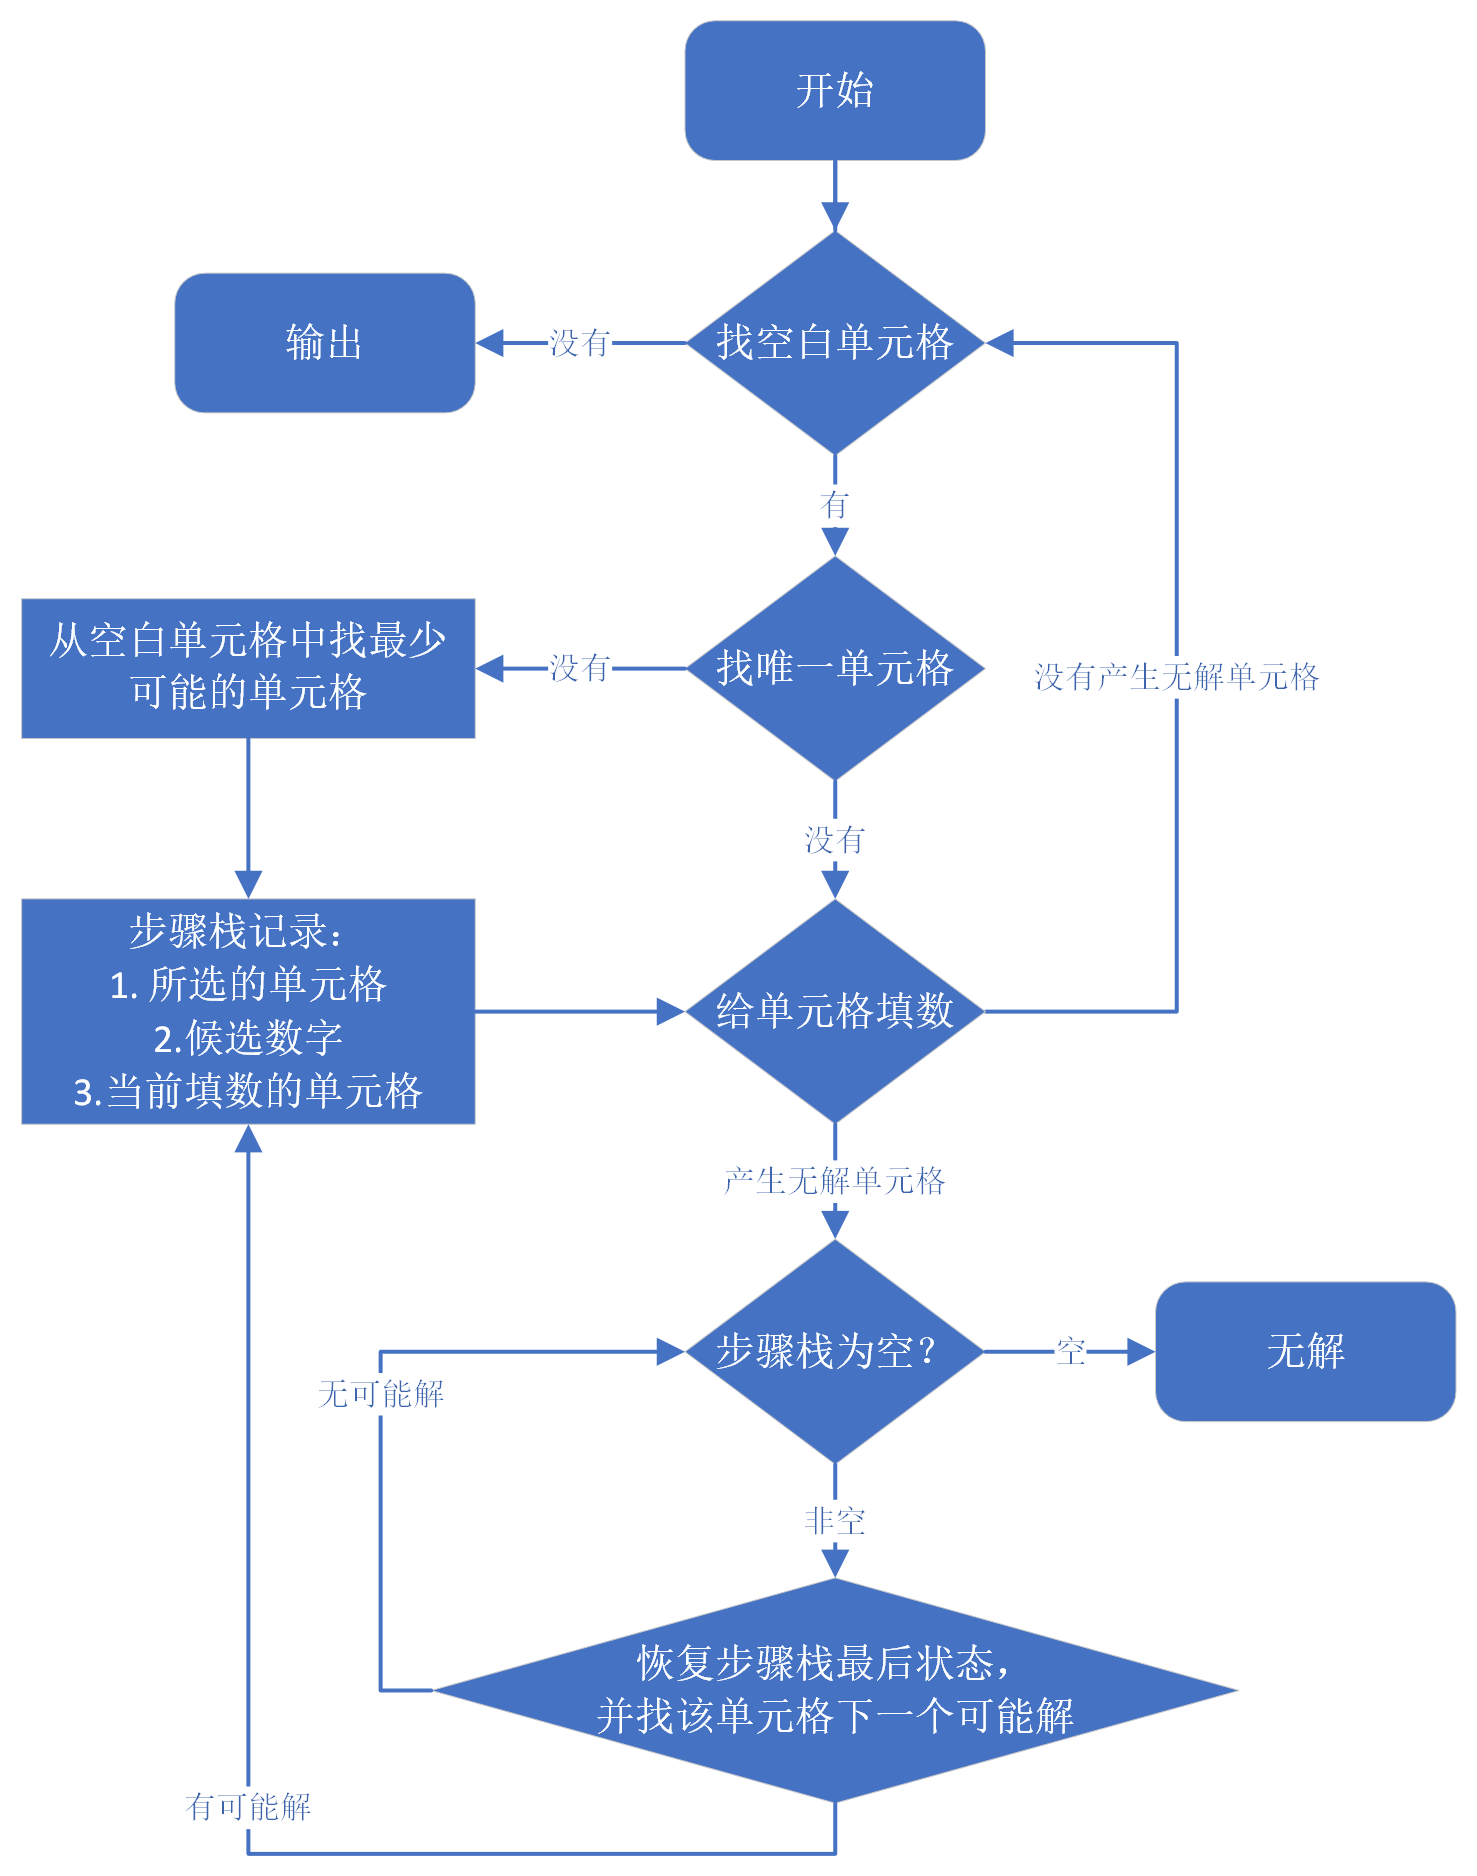 开始
输出
没有
找空白单元格
有
从空白单元格中找最少
可能的单元格
没有
找唯一单元格
没有产生无解单元格
没有
步骤栈记录：
1. 所选的单元格
2.候选数字
3.当前填数的单元格
给单元格填数
产生无解单元格
步骤栈为空？
空
无解
无可能解
非空
恢复步骤栈最后状态，
并找该单元格下一个可能解
有可能解